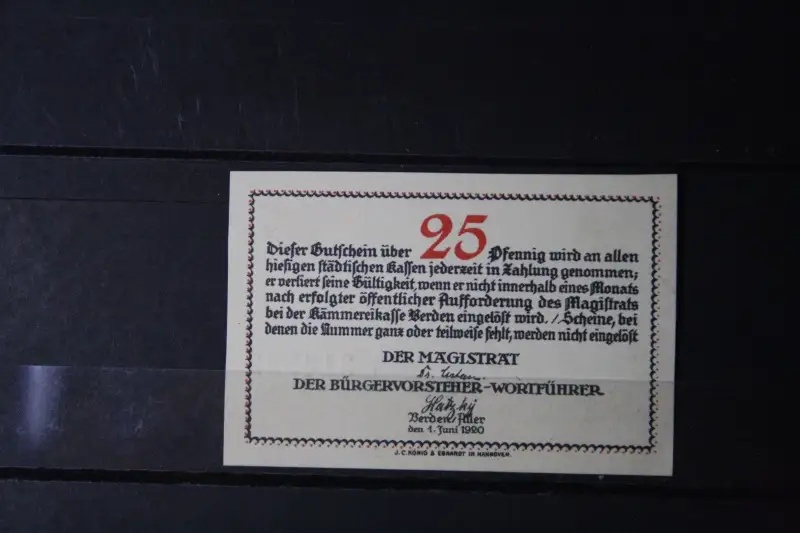 Dieser Gutschein über 25 Pfennig wird an allen
hiesigen städtischen Kassen jederzeit in Zahlung genommen;
er verliert seine Gültigkeit, wenn er nicht innerhalb eines Monats
nach erfolgter öffentlicher Aufforderung des Magistrats
bei der Kämmereikasse Verden eingelöst wird. / Scheine, bei
denen die Nummer ganz oder teilweise fehlt, werden nicht eingelöst
DER MAGISTRAT
DER BÜRGERVORSTEHER-WORTFÜHRER
Hatzky
Verden/Aller
den 1. Juni 1920
J.C. KÖNIG & EBHARDT IN HANNOVER.